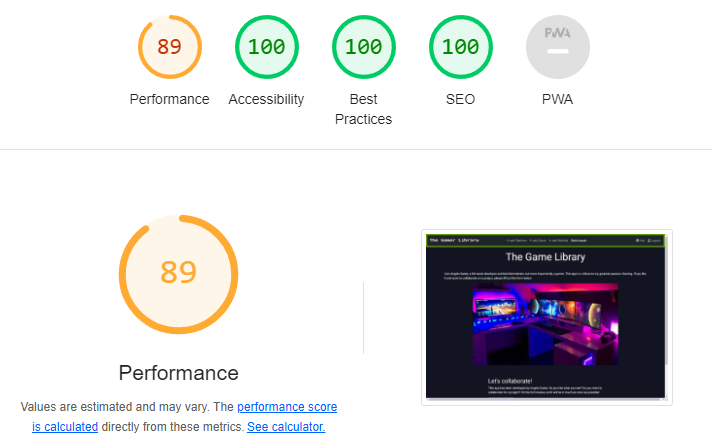 89 100 100 100 PWA
Performance Accessibility Best Practices SEO PWA
89
Performance
Values are estimated and may vary. The performance score
is calculated directly from these metrics. See calculator.
The Gamer Library
The Game Library
Let's collaborate!